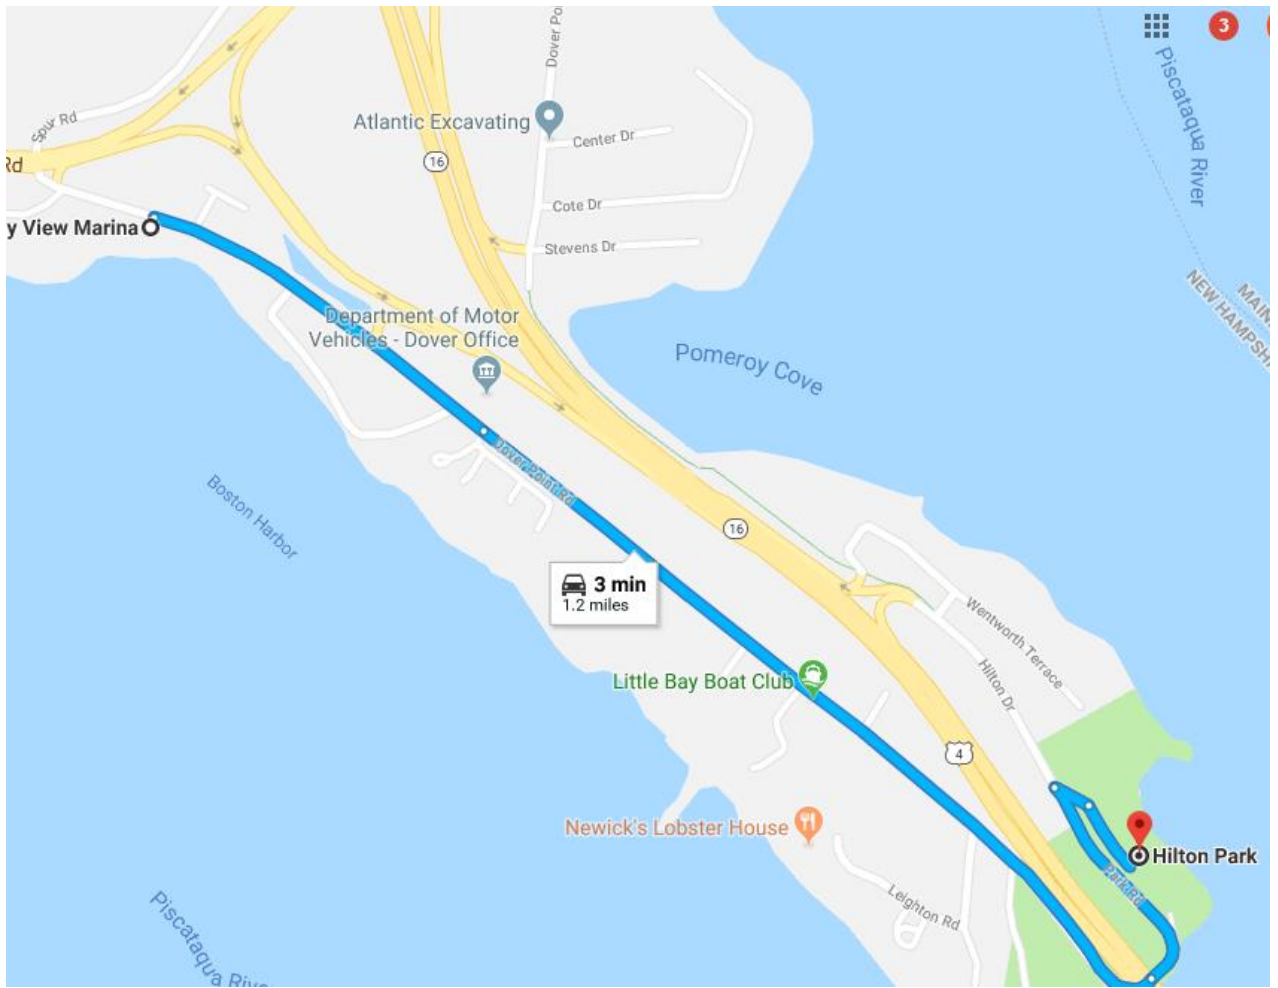 3
Piscataqua River
Dover Po
Atlantic Excavating
Center Dr
Spur Rd
Rd
16
Cote Dr
y View Marina
Stevens Dr
MAIN
NEW HAMPSH
Department of Motor
Vehicles - Dover Office
Pomeroy Cove
Dover Point Rd
Boston Harbor
16
3 min
1.2 miles
Wentworth Terrace
Hilton Dr
Little Bay Boat Club
4
Newick's Lobster House
Hilton Park
Park Rd
Leighton Rd
Piscataqua River